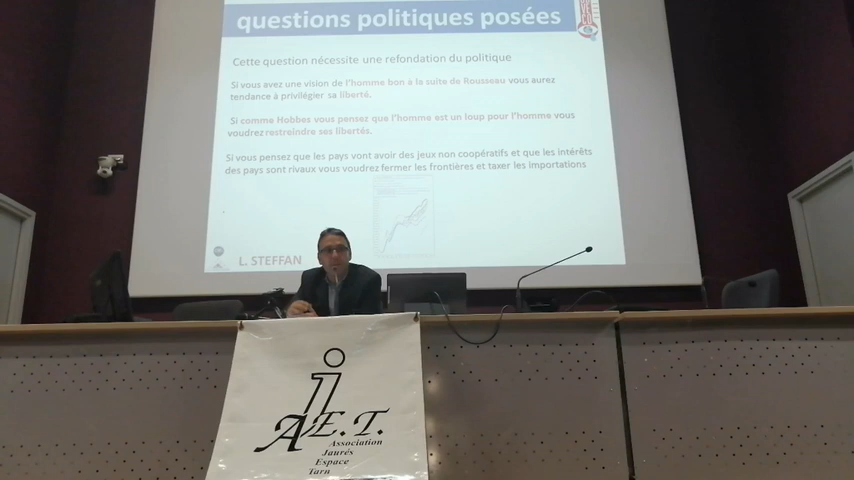 questions politiques posées
Cette question nécessite une refondation du politique
Si vous avez une vision de l'homme bon à la suite de Rousseau vous aurez
tendance à privilégier sa liberté.
Si comme Hobbes vous pensez que l'homme est un loup pour l'homme vous
voudrez restreindre ses libertés.
Si vous pensez que les pays vont avoir des jeux non coopératifs et que les intérêts
des pays sont rivaux vous voudrez fermer les frontières et taxer les importations
L. STEFFAN
A i E.T.
Association
Jaurés
Espace
Tarn